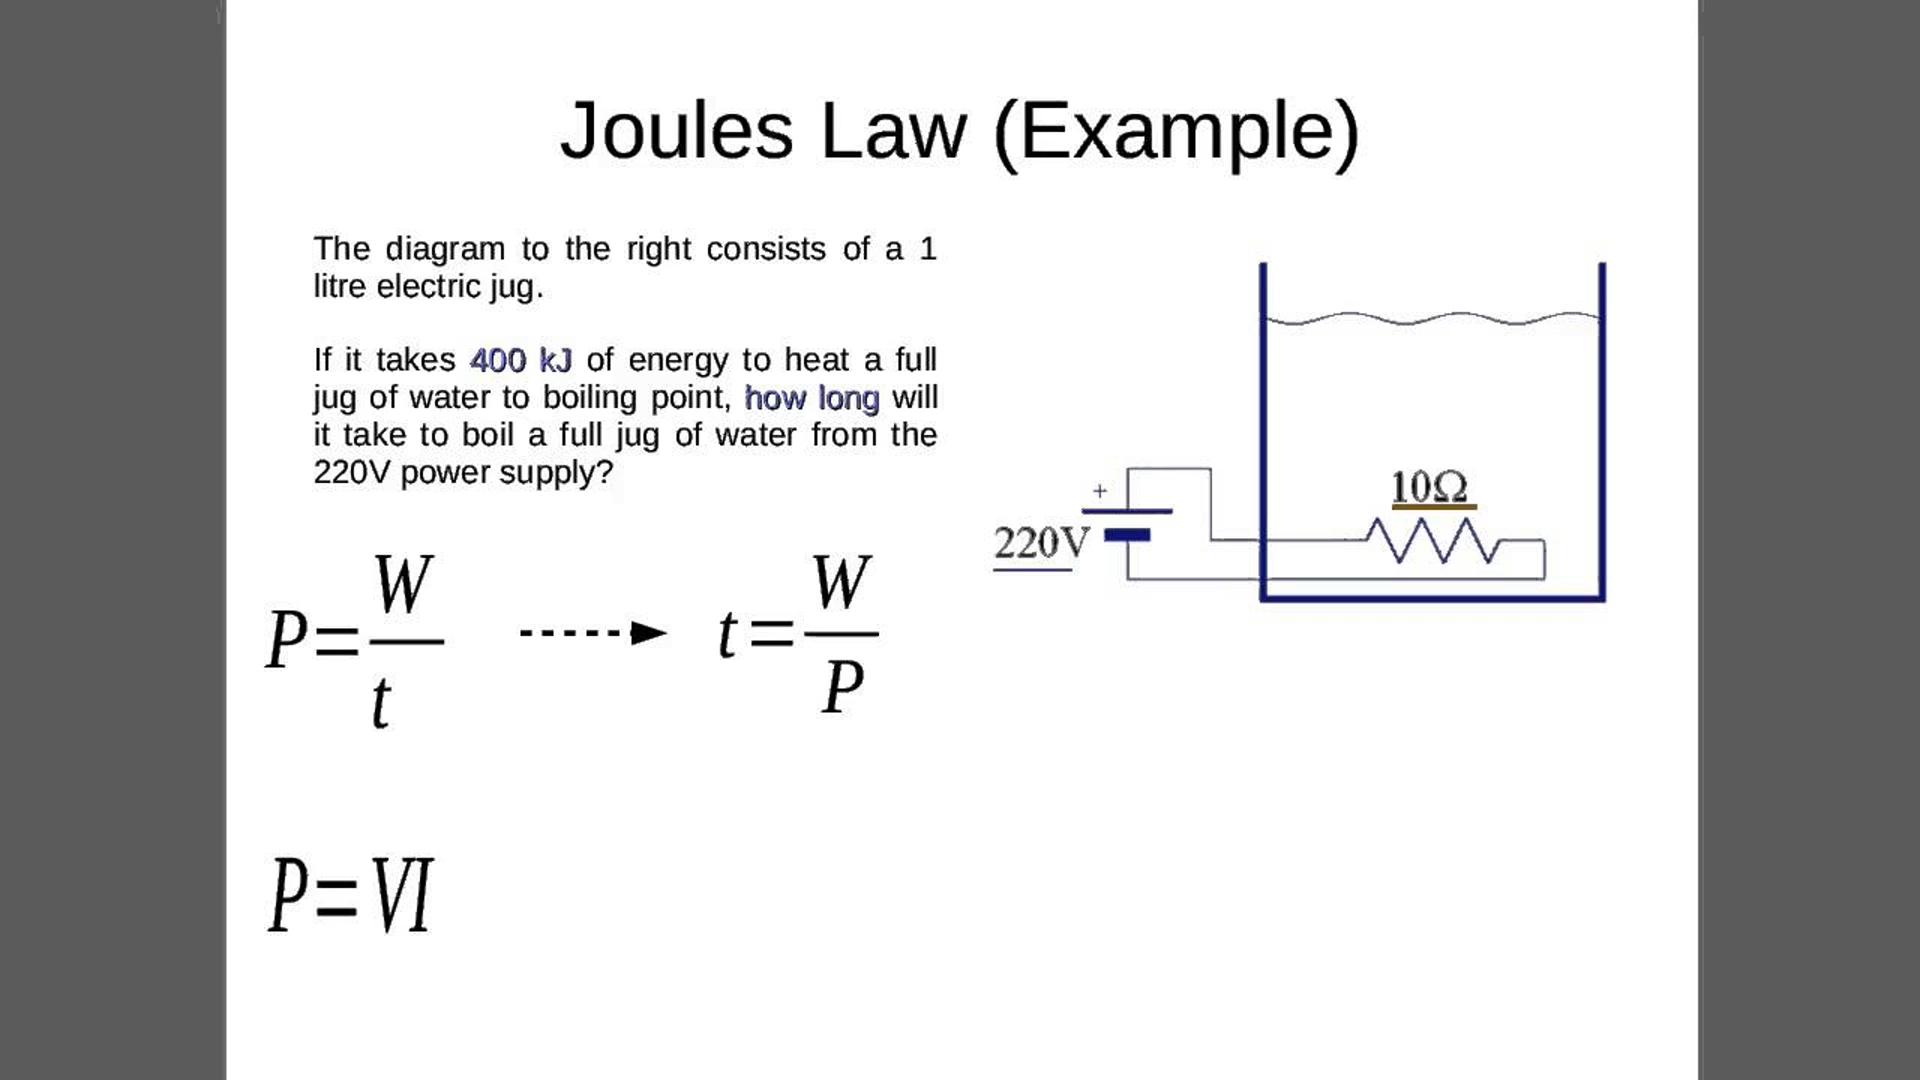 Joules Law (Example)
The diagram to the right consists of a 1
litre electric jug.
If it takes 400 kJ of energy to heat a full
jug of water to boiling point, how long will
it take to boil a full jug of water from the
220V power supply?
10Ω
+
220V
P=W/t
t=W/P
P=VI